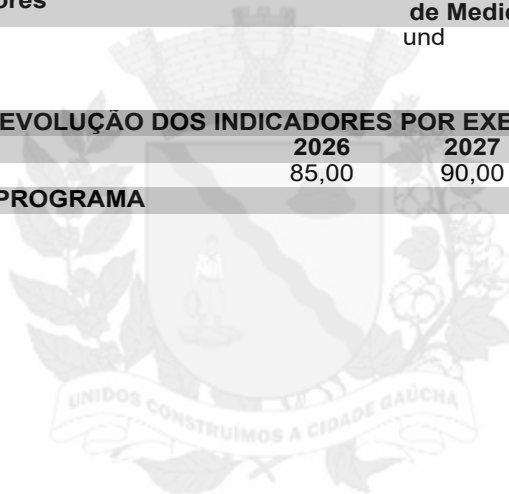 ores
de Medi
und
EVOLUÇÃO DOS INDICADORES POR EXE
2026 2027
85,00 90,00
PROGRAMA
UNIDOS CONSTRUÍMOS A CIDADE GAÚCHA